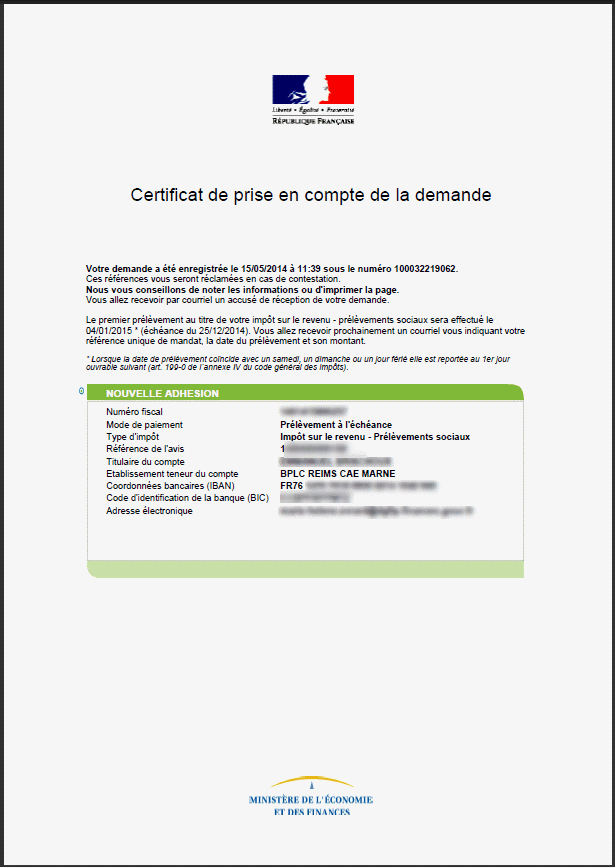 Liberté • Égalité • Fraternité
RÉPUBLIQUE FRANÇAISE
Certificat de prise en compte de la demande
Votre demande a été enregistrée le 15/05/2014 à 11:39 sous le numéro 100032219062.
Ces références vous seront réclamées en cas de contestation.
Nous vous conseillons de noter les informations ou d'imprimer la page.
Vous allez recevoir par courriel un accusé de réception de votre demande.
Le premier prélèvement au titre de votre impôt sur le revenu - prélèvements sociaux sera effectué le
04/01/2015 * (échéance du 25/12/2014). Vous allez recevoir prochainement un courriel vous indiquant votre
référence unique de mandat, la date du prélèvement et son montant.
* Lorsque la date de prélèvement coïncide avec un samedi, un dimanche ou un jour férié elle est reportée au 1er jour
ouvrable suivant (art. 199-0 de l'annexe IV du code général des impôts).
NOUVELLE ADHESION
Numéro fiscal
Mode de paiement Prélèvement à l'échéance
Type d'impôt Impôt sur le revenu - Prélèvements sociaux
Référence de l'avis 1
Titulaire du compte
Etablissement teneur du compte BPLC REIMS CAE MARNE
Coordonnées bancaires (IBAN) FR76
Code d'identification de la banque (BIC)
Adresse électronique
MINISTÈRE DE L'ÉCONOMIE
ET DES FINANCES